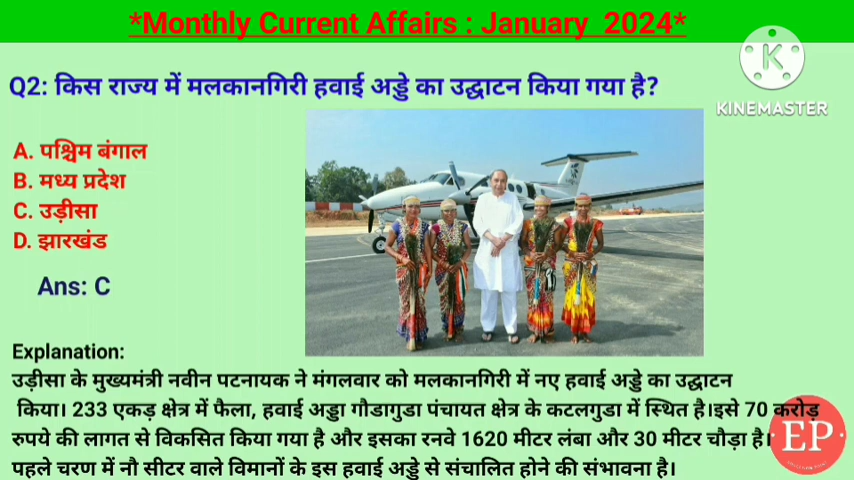 *Monthly Current Affairs : January 2024*
Q2: किस राज्य में मलकानगिरी हवाई अड्डे का उद्घाटन किया गया है?
KINEMASTER
A. पश्चिम बंगाल
B. मध्य प्रदेश
C. उड़ीसा
D. झारखंड
Ans: C
Explanation:
उड़ीसा के मुख्यमंत्री नवीन पटनायक ने मंगलवार को मलकानगिरी में नए हवाई अड्डे का उद्घाटन
किया। 233 एकड़ क्षेत्र में फैला, हवाई अड्डा गौडागुडा पंचायत क्षेत्र के कटलगुडा में स्थित है।इसे 70 करोड़
रुपये की लागत से विकसित किया गया है और इसका रनवे 1620 मीटर लंबा और 30 मीटर चौड़ा है।
पहले चरण में नौ सीटर वाले विमानों के इस हवाई अड्डे से संचालित होने की संभावना है।
EP